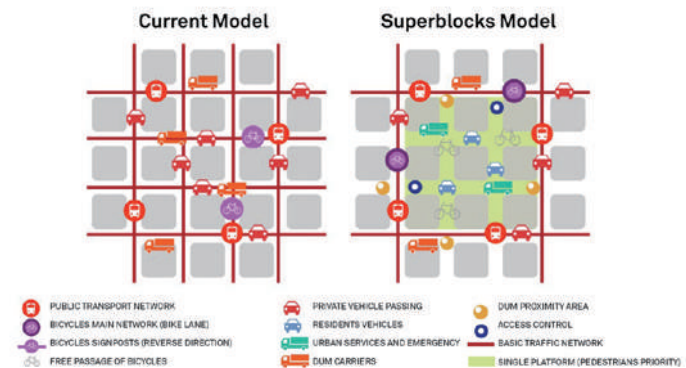 Current Model
Superblocks Model
PUBLIC TRANSPORT NETWORK
BICYCLES MAIN NETWORK (BIKE LANE)
BICYCLES SIGNPOSTS (REVERSE DIRECTION)
FREE PASSAGE OF BICYCLES
PRIVATE VEHICLE PASSING
RESIDENTS VEHICLES
URBAN SERVICES AND EMERGENCY
DUM CARRIERS
DUM PROXIMITY AREA
ACCESS CONTROL
BASIC TRAFFIC NETWORK
SINGLE PLATFORM (PEDESTRIANS PRIORITY)